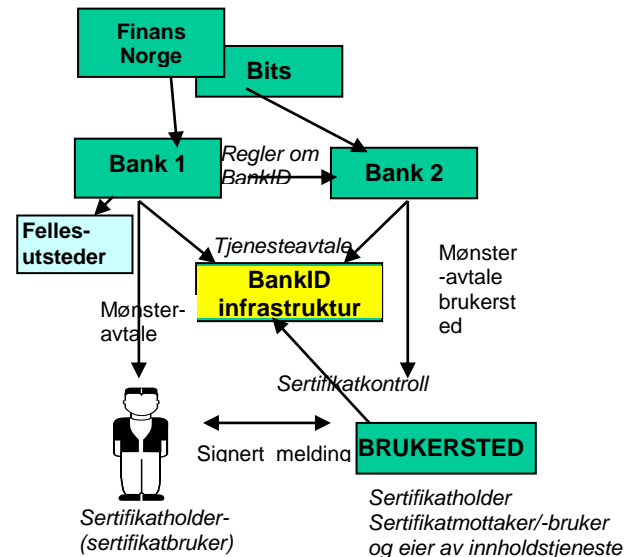 Finans
Norge
Bits
Bank 1
Regler om
BankID
Bank 2
Felles-
utsteder
Tjenesteavtale
BankID
infrastruktur
Mønster
-avtale
brukerst
ed
Mønster-
avtale
Sertifikatkontroll
Signert melding
BRUKERSTED
Sertifikatholder-
(sertifikatbruker)
Sertifikatholder
Sertifikatmottaker/-bruker
og eier av innholdstjeneste